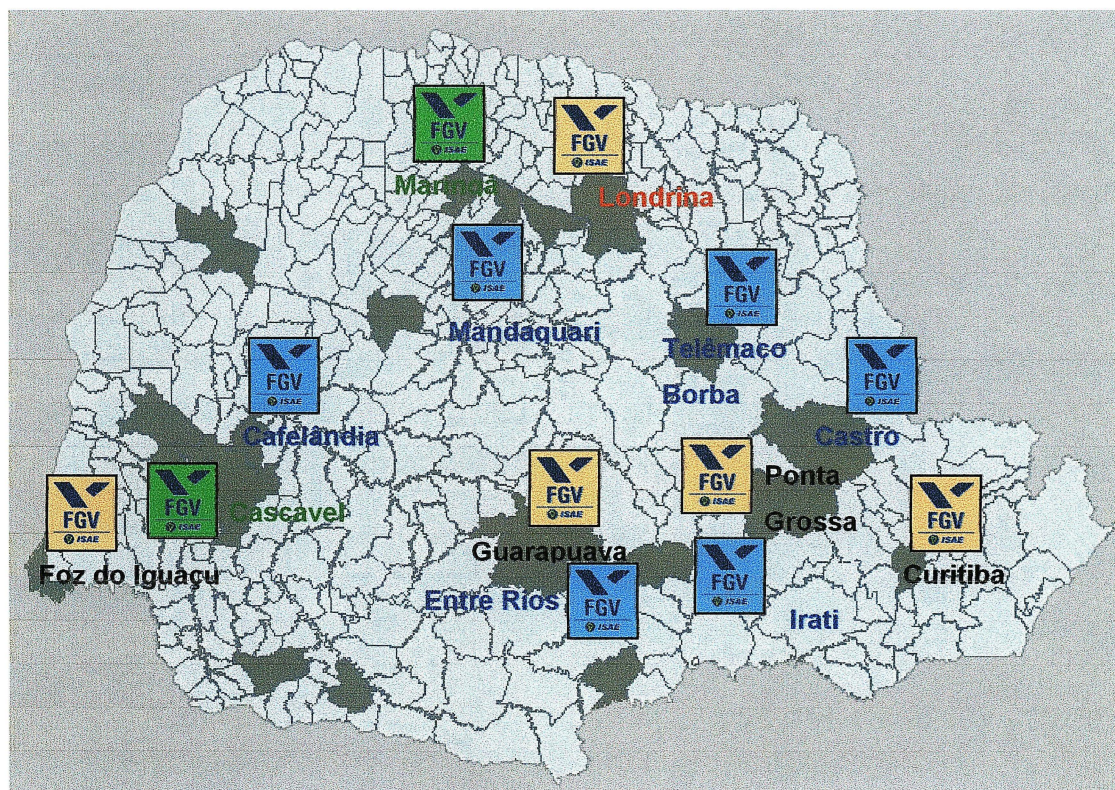 FGV
ISAE
Maringá
FGV
ISAE
Londrina
FGV
ISAE
Mandaquari
FGV
ISAE
Telêmaco
Borba
FGV
ISAE
Cafelândia
FGV
ISAE
Castro
FGV
ISAE
Foz do Iguaçu
FGV
ISAE
Cascavel
FGV
ISAE
Guarapuava
FGV
ISAE
Ponta
Grossa
FGV
ISAE
Curitiba
Entre Rios
FGV
ISAE
FGV
ISAE
Irati